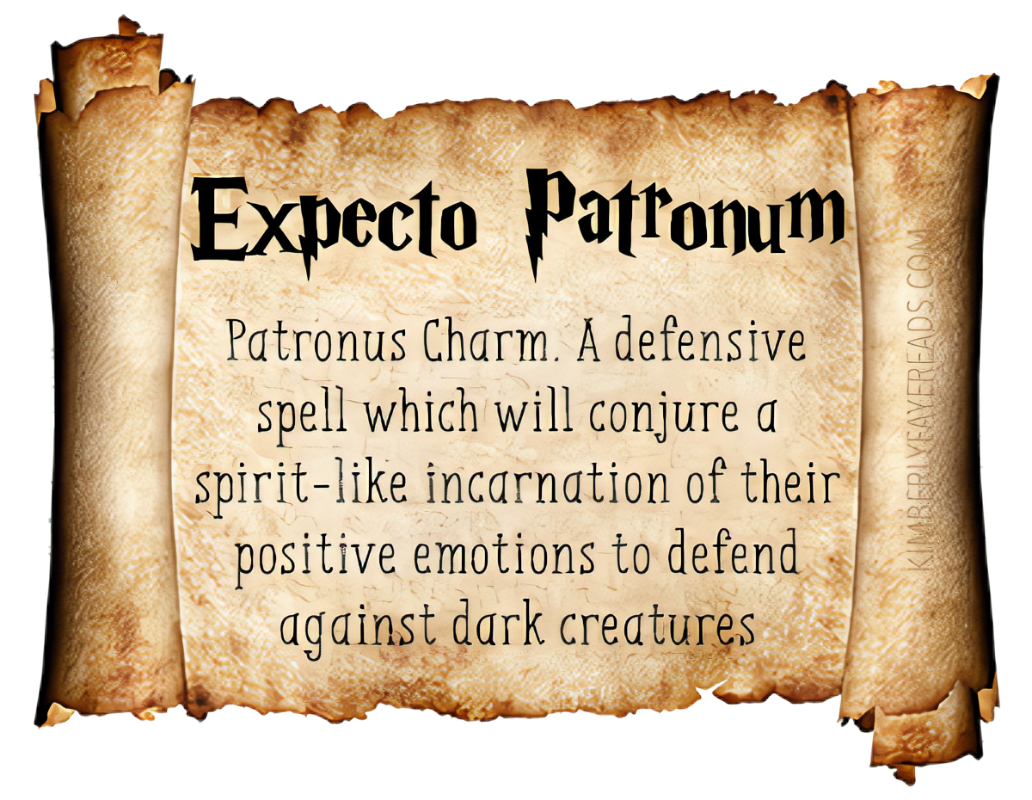 Expecto Patronum
Patronus Charm. A defensive
spell which will conjure a
spirit-like incarnation of their
positive emotions to defend
against dark creatures
KIMBERLYFAYEREADS.COM